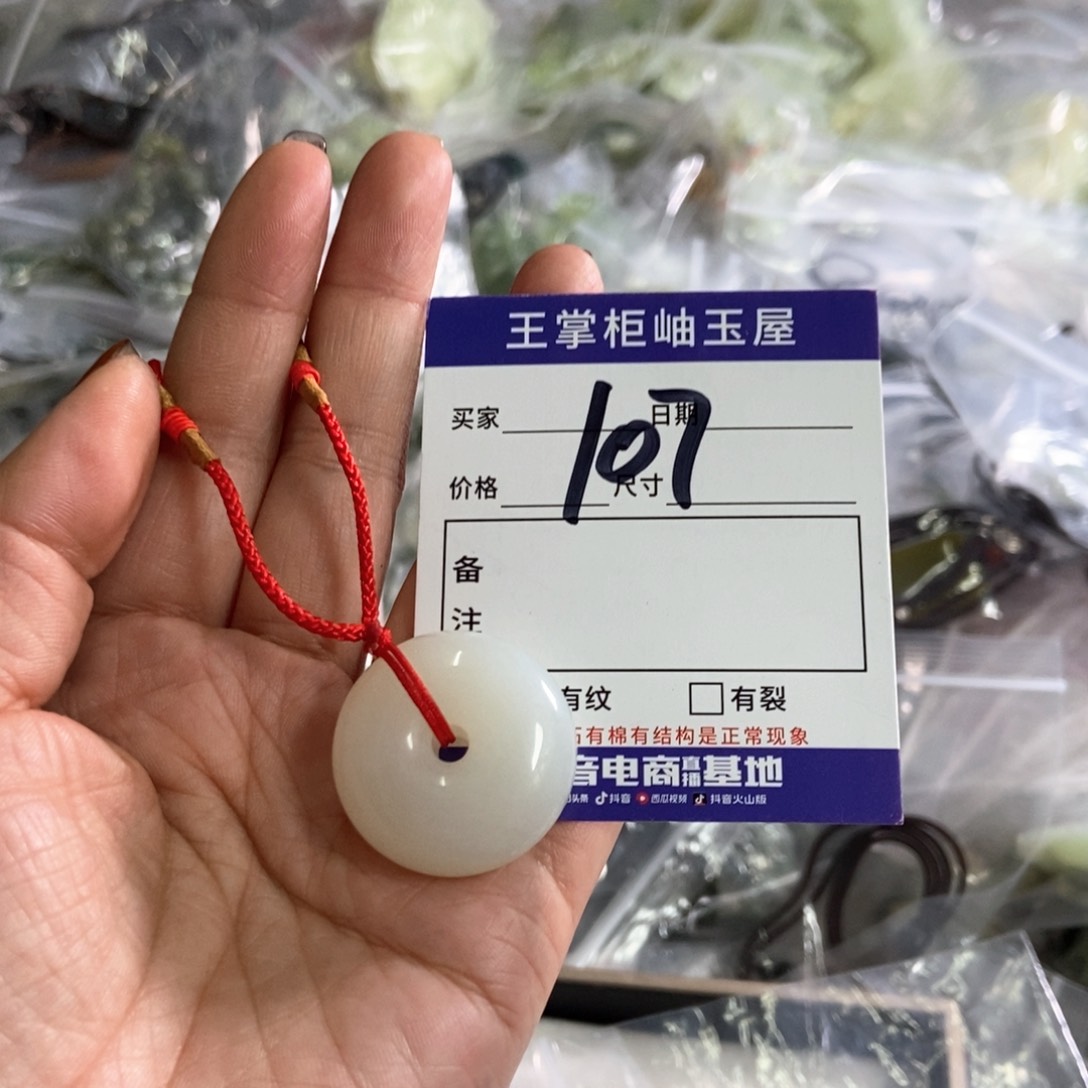 王掌柜岫玉屋
买家 日期
107
价格 尺寸
备
注
有纹 有裂
有棉有结构是正常现象
音电商直播基地
头条 抖音 西瓜视频 抖音火山版